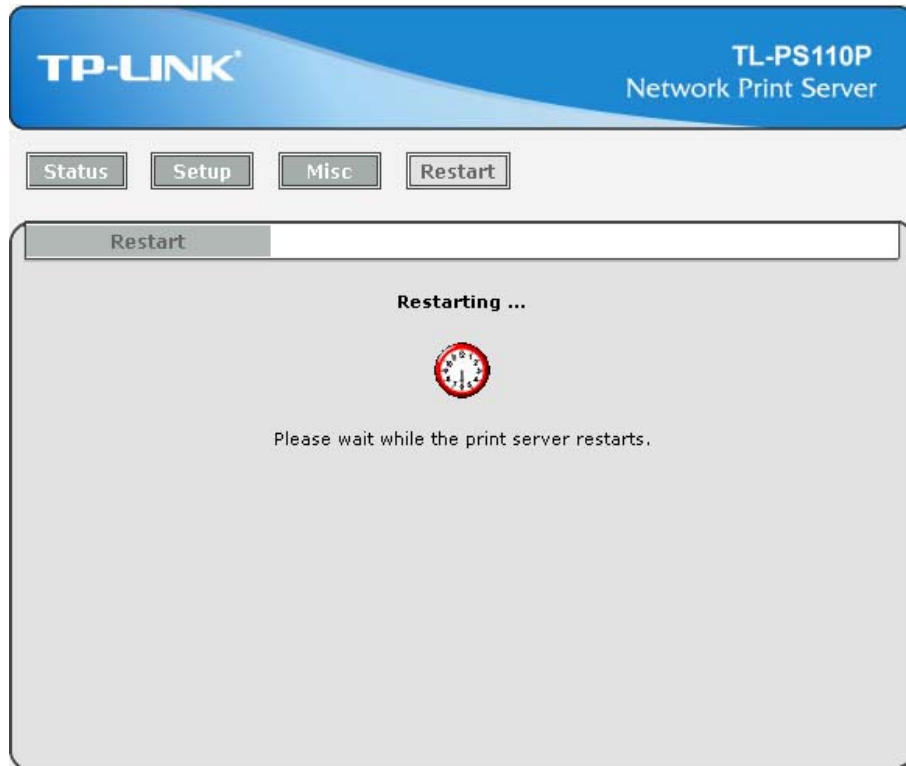 TP-LINK
TL-PS110P
Network Print Server
Status Setup Misc Restart
Restart
Restarting ...
Please wait while the print server restarts.